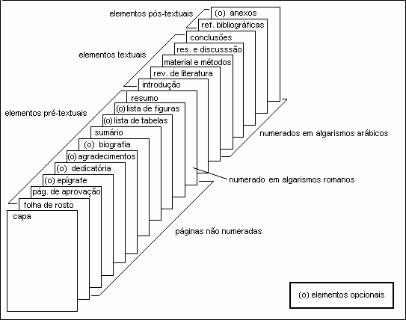 elementos pós-textuais
(o) anexos
ref. bibliográficas
conclusões
elementos textuais
res. e discusssão
material e métodos
rev. de literatura
introdução
elementos pré-textuais
resumo
(o) lista de figuras
(o) lista de tabelas
sumário
numerados em algarismos arábicos
(o) biografia
(o) agradecimentos
(o) dedicatória
(o) epígrafe
numerado em algarismos romanos
pág. de aprovação
folha de rosto
capa
páginas não numeradas
(o) elementos opcionais